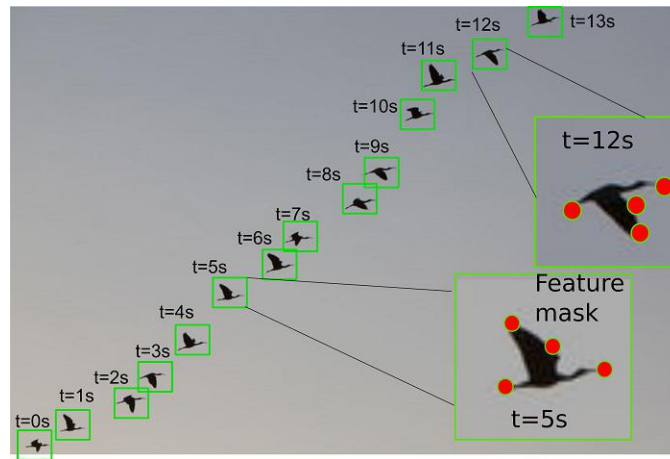 t=12s
t=13s
t=11s
t=10s
t=12s
t=9s
t=8s
t=7s
t=6s
t=5s
Feature
mask
t=4s
t=3s
t=2s
t=1s
t=0s
t=5s